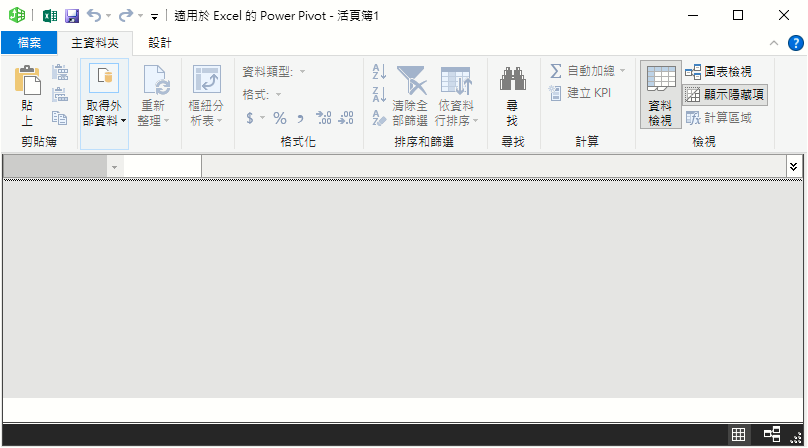 適用於 Excel 的 Power Pivot - 活頁簿1
檔案 主資料夾 設計
貼上
剪貼簿
取得外部資料
重新整理
樞紐分析表
資料類型:
格式:
$ %
格式化
清除全部篩選
依資料行排序
排序和篩選
尋找
尋找
自動加總
建立 KPI
計算
資料檢視
圖表檢視
顯示隱藏項
計算區域
檢視